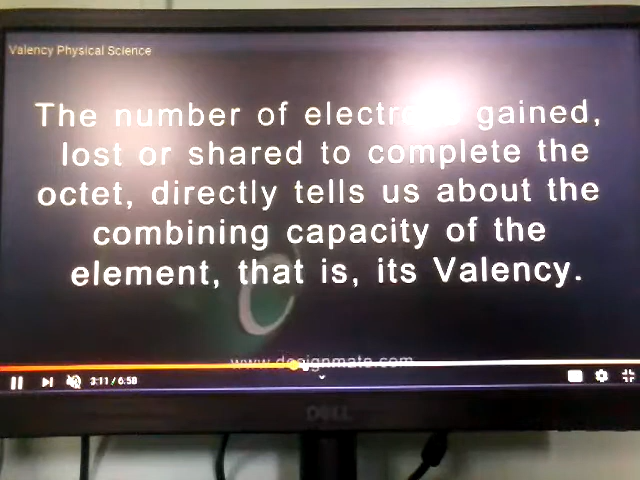 Valency Physical Science
The number of gained,
lost or shared to complete the
octet, directly tells us about the
combining capacity of the
element, that is, its Valency.
www.designmate.com
3:11 / 6:58
DELL